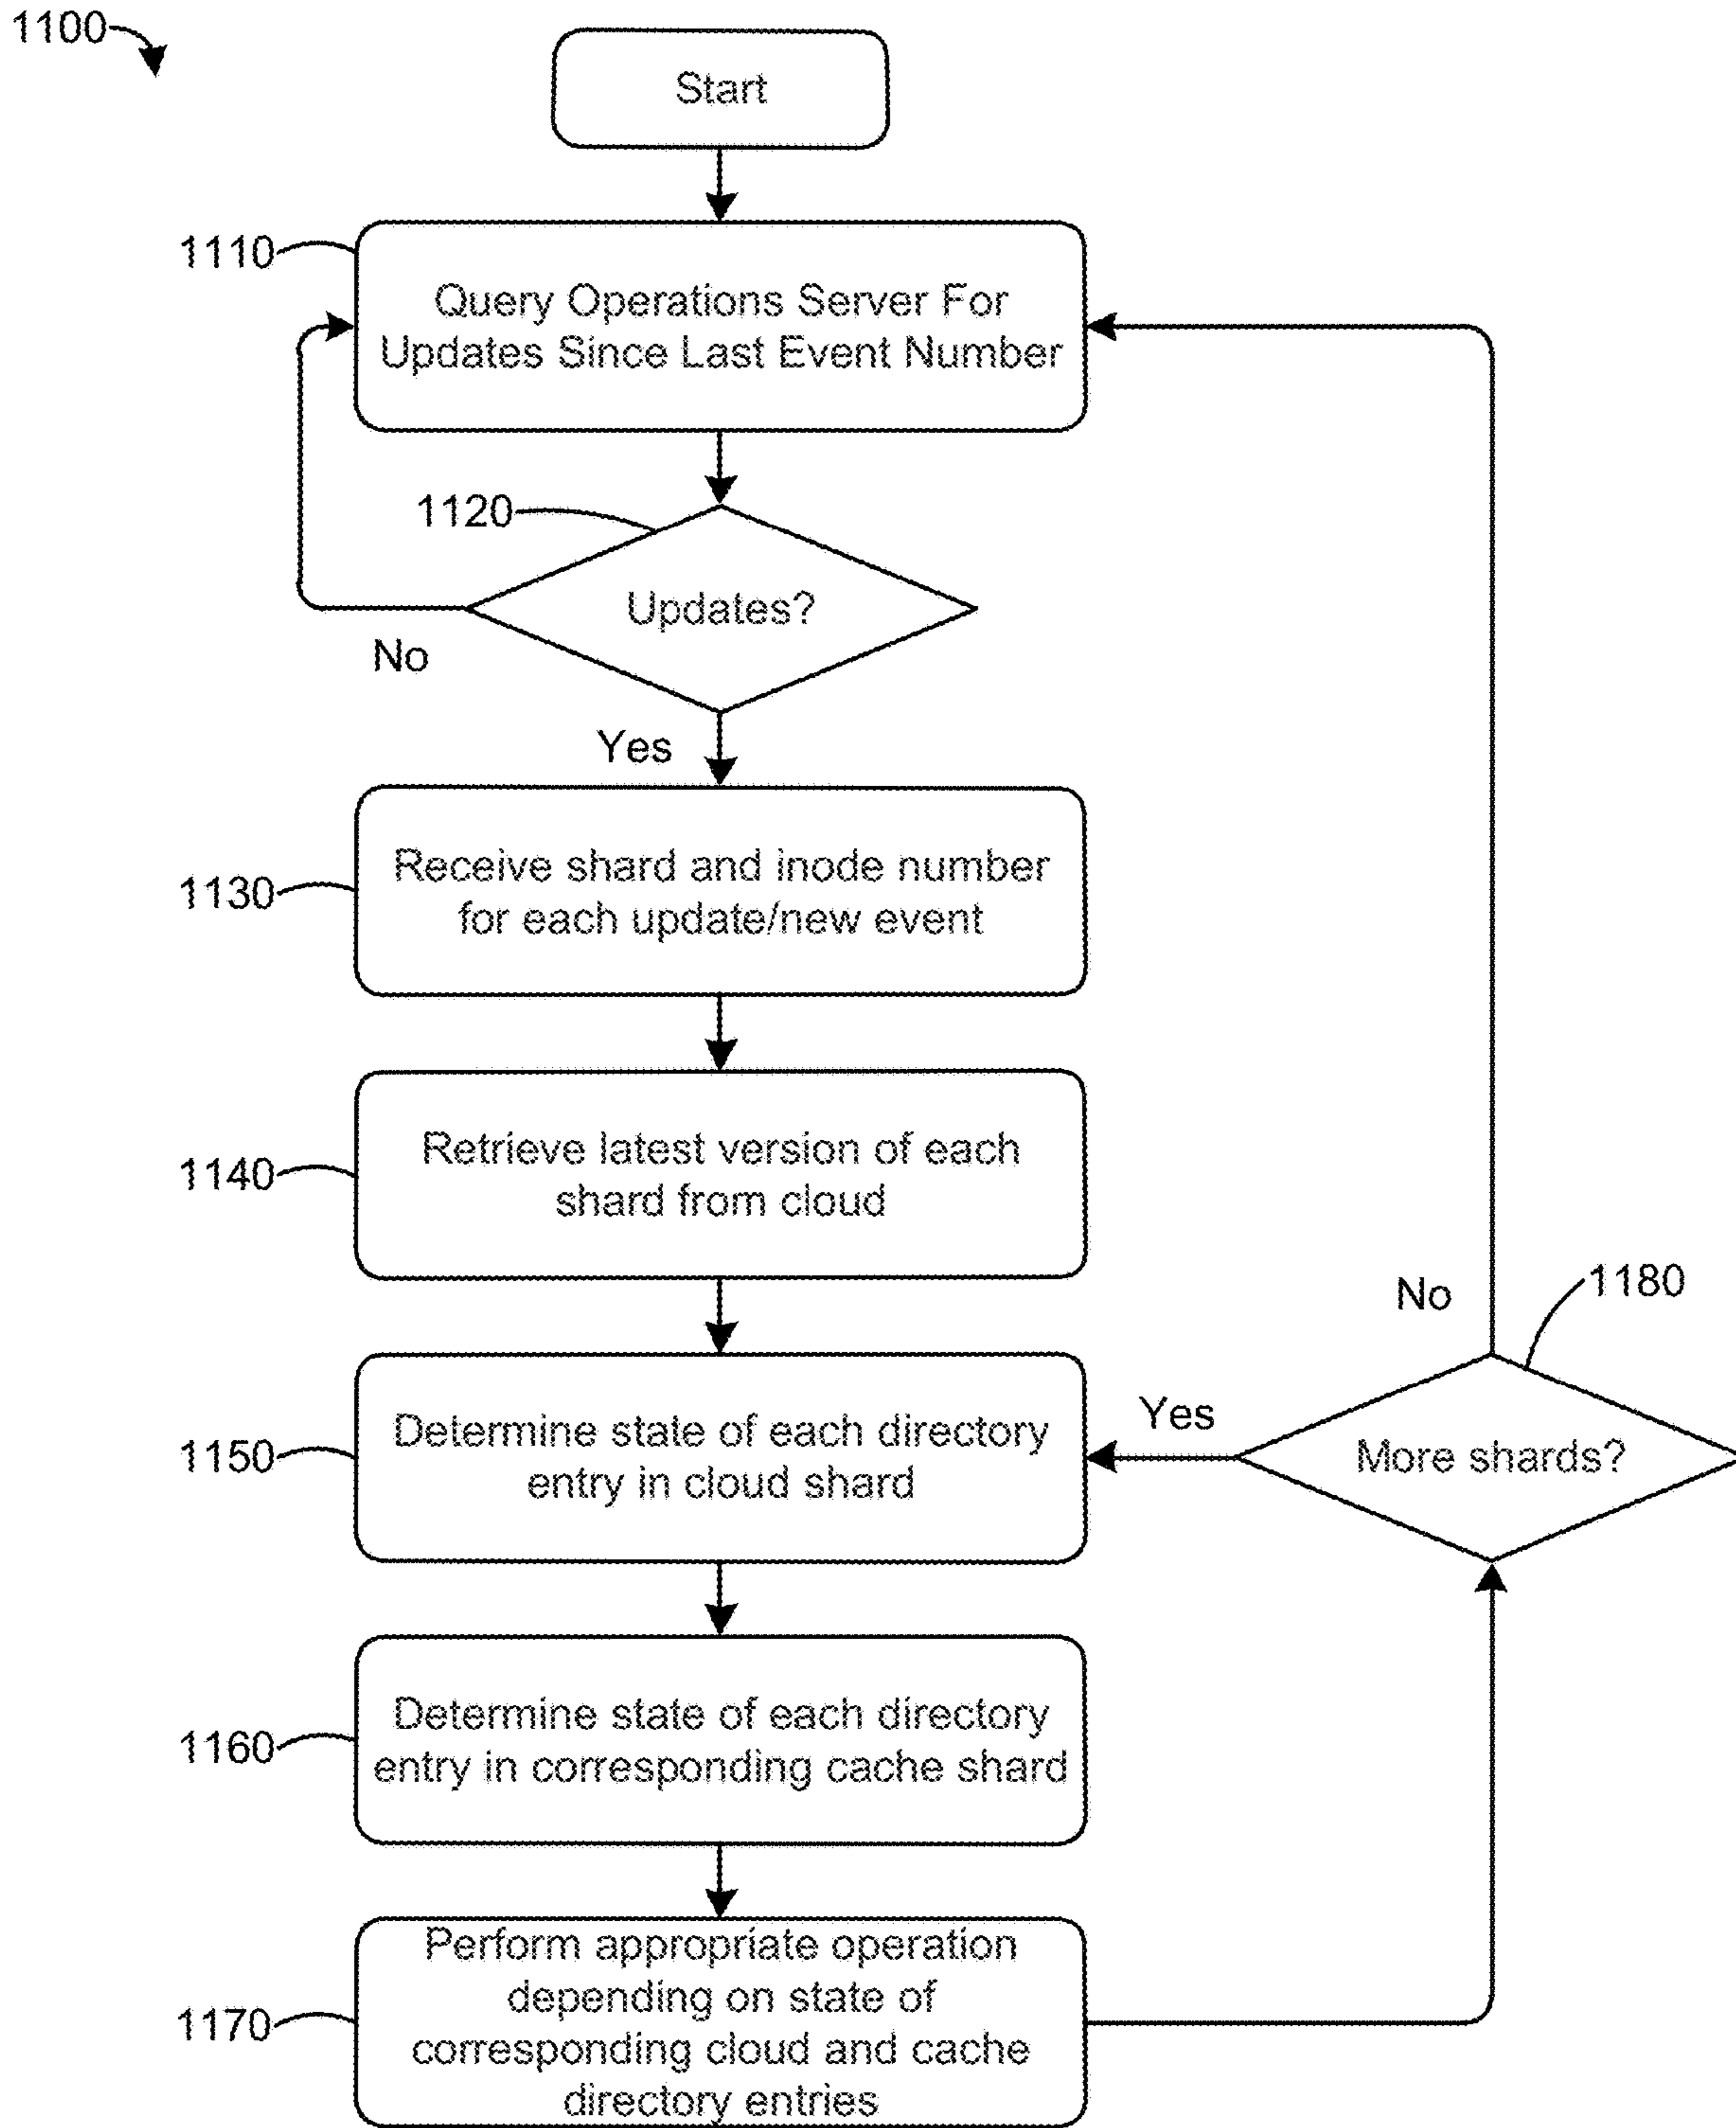 1100
Start
1110
Query Operations Server For
Updates Since Last Event Number
1120
Updates?
No
Yes
1130
Receive shard and inode number
for each update/new event
1140
Retrieve latest version of each
shard from cloud
No
1180
1150
Determine state of each directory
entry in cloud shard
Yes
More shards?
1160
Determine state of each directory
entry in corresponding cache shard
1170
Perform appropriate operation
depending on state of
corresponding cloud and cache
directory entries